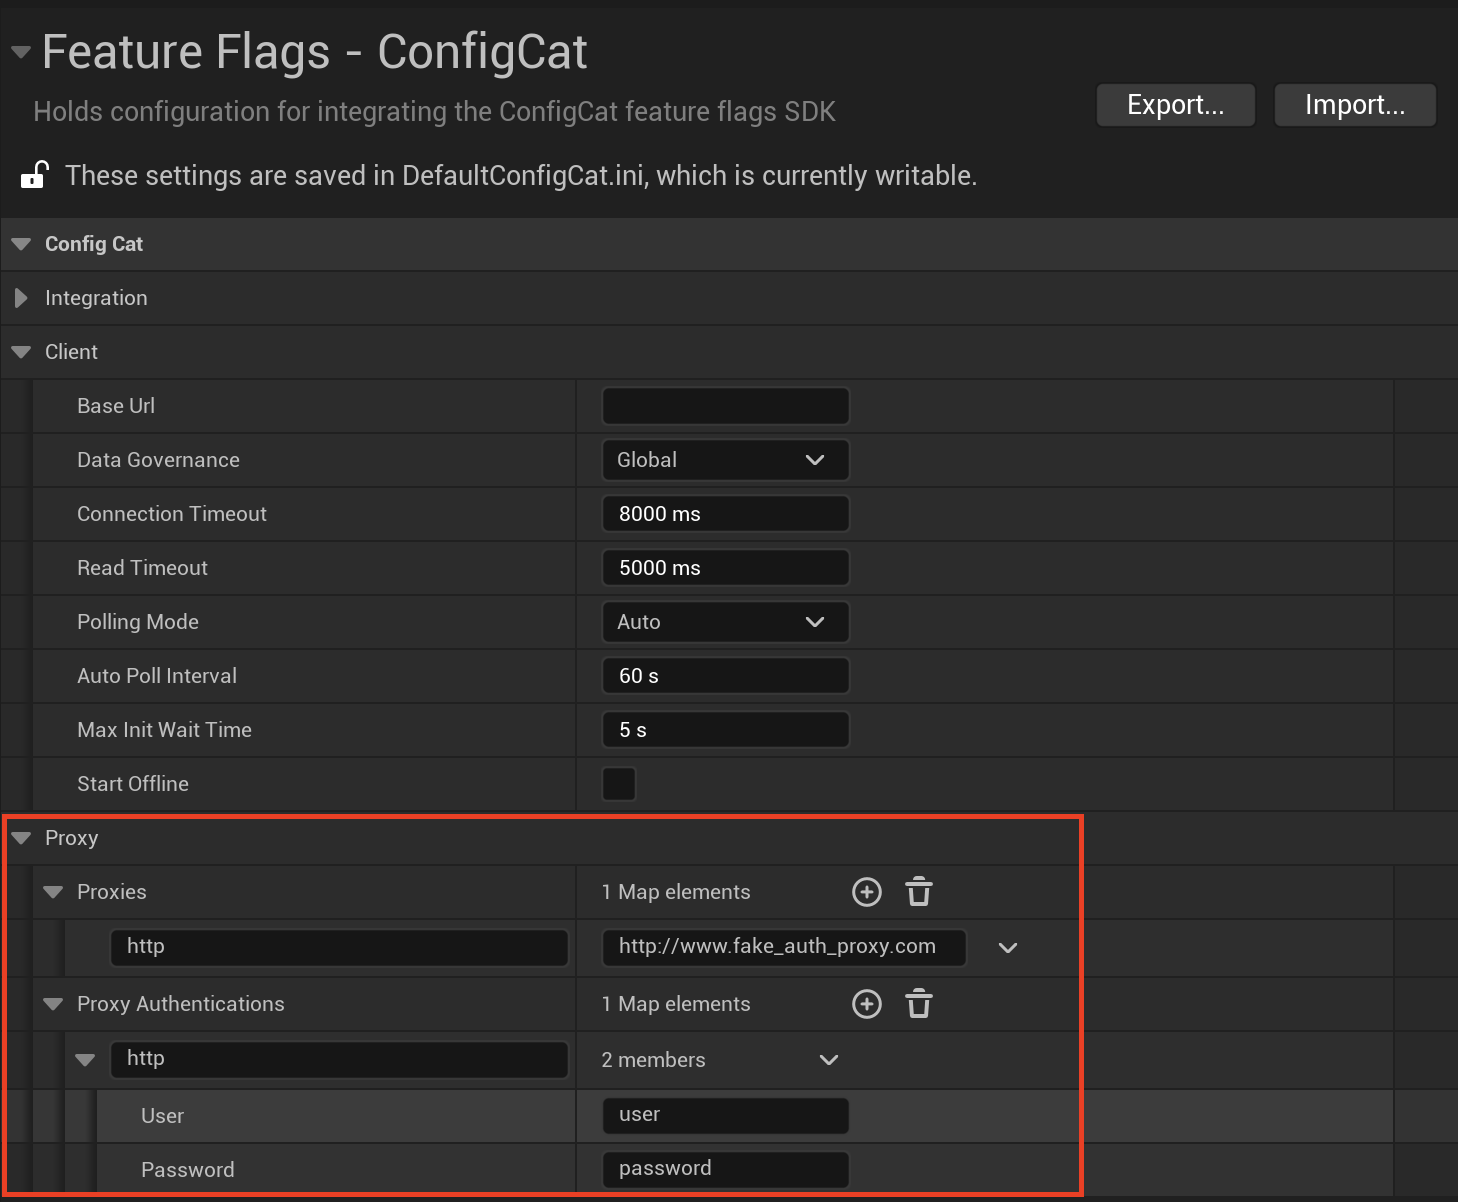 Feature Flags - ConfigCat
Holds configuration for integrating the ConfigCat feature flags SDK
Export...
Import...
These settings are saved in DefaultConfigCat.ini, which is currently writable.
Config Cat
Integration
Client
Base Url
Data Governance
Global
Connection Timeout
8000 ms
Read Timeout
5000 ms
Polling Mode
Auto
Auto Poll Interval
60 s
Max Init Wait Time
5 s
Start Offline
Proxy
Proxies
1 Map elements
http
http://www.fake_auth_proxy.com
Proxy Authentications
1 Map elements
http
2 members
User
user
Password
password